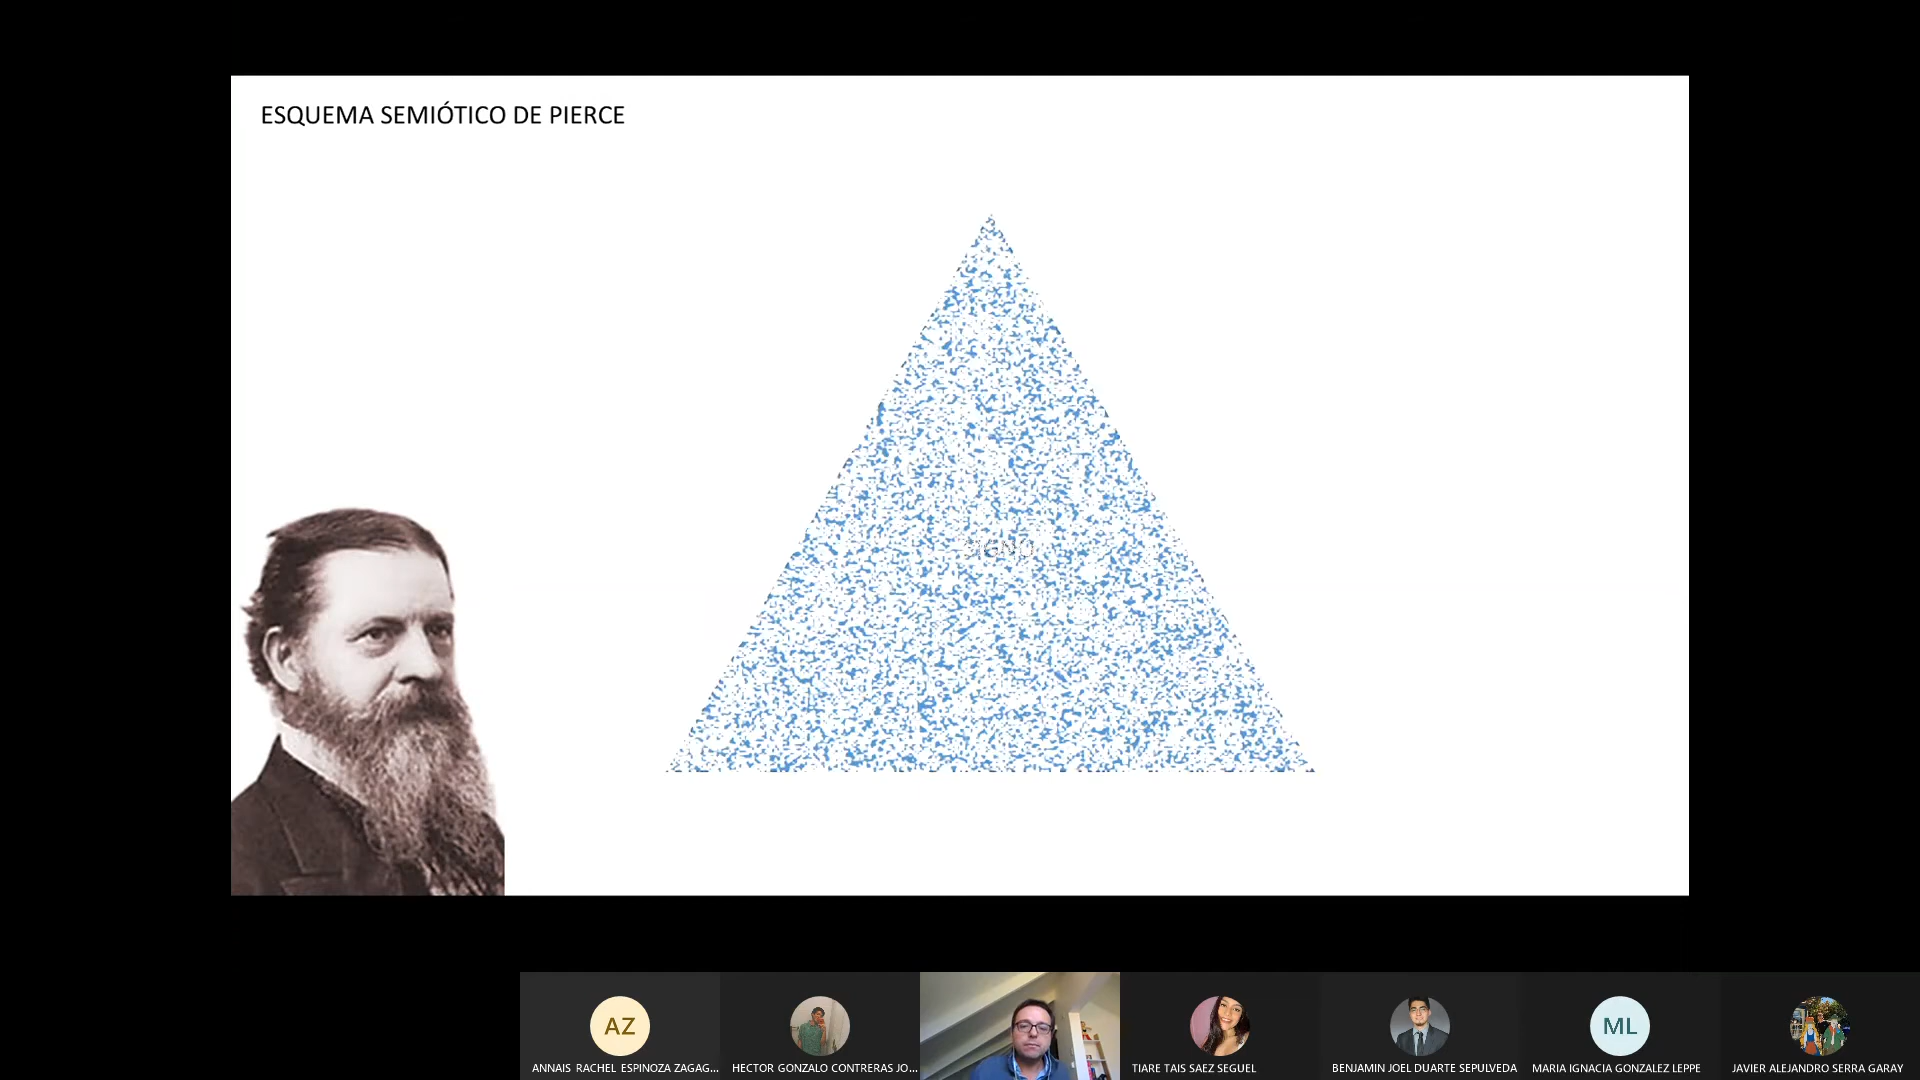 ESQUEMA SEMIÓTICO DE PIERCE
SIGNO
AZ
ML
ANNAIS RACHEL ESPINOZA ZAGAG...
HECTOR GONZALO CONTRERAS JO...
TIARE TAIS SAEZ SEGUEL
BENJAMIN JOEL DUARTE SEPULVEDA
MARIA IGNACIA GONZALEZ LEPPE
JAVIER ALEJANDRO SERRA GARAY